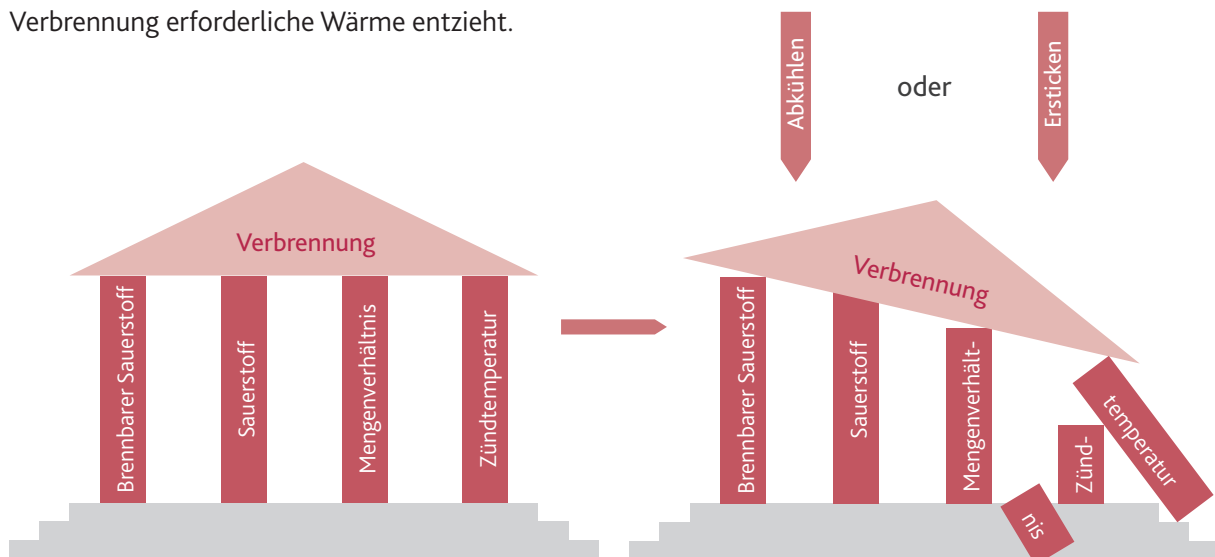 Verbrennung erforderliche Wärme entzieht.
Abkühlen
oder
Ersticken
Verbrennung
Brennbarer Sauerstoff
Sauerstoff
Mengenverhältnis
Zündtemperatur
Verbrennung
Brennbarer Sauerstoff
Sauerstoff
Mengenverhält-
nis
Zünd-
temperatur